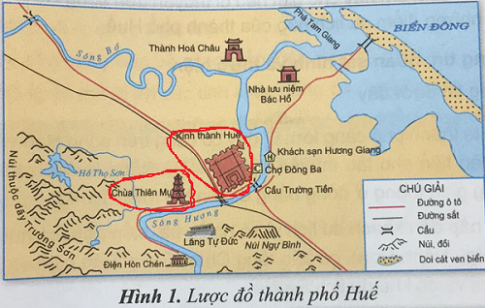 Phá Tam Giang
BIỂN ĐÔNG
Sông Bồ
Thành Hoá Châu
Nhà lưu niệm
Bác Hồ
Kinh thành Huế
Khách sạn Hương Giang
H
Chợ Đông Ba
C
Cầu Trường Tiền
Hồ Thọ Sơn
Chùa Thiên Mụ
Núi thuộc dãy Trường Sơn
Sông Hương
Lăng Tự Đức
Núi Ngự Bình
Điện Hòn Chén
CHÚ GIẢI
Đường ô tô
Đường sắt
Cầu
Núi, đồi
Doi cát ven biển
Hình 1. Lược đồ thành phố Huế